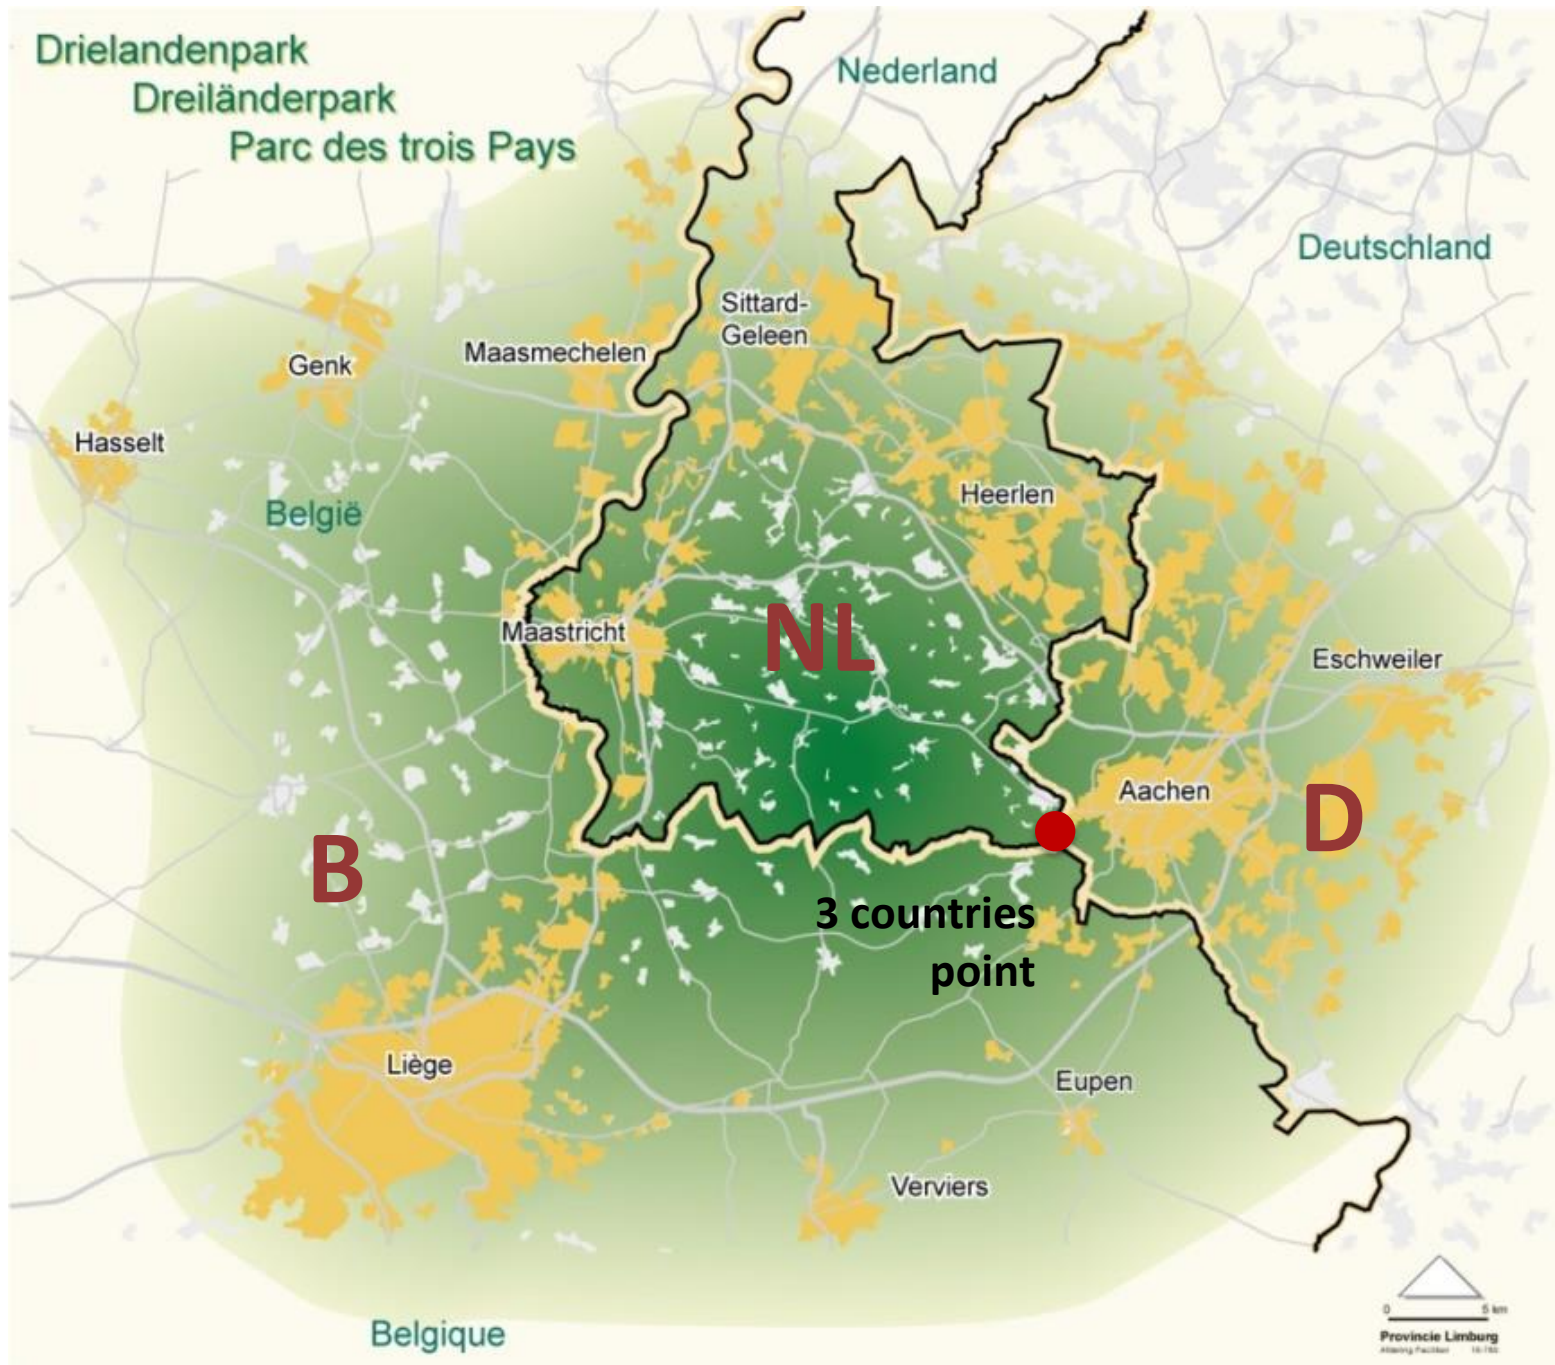 Drielandenpark
Dreiländerpark
Parc des trois Pays
Nederland
Deutschland
Sittard-
Geleen
Maasmechelen
Genk
Hasselt
België
Heerlen
NL
Maastricht
Eschweiler
Aachen
D
B
3 countries
point
Liège
Eupen
Verviers
Belgique
0 5 km
Provincie Limburg